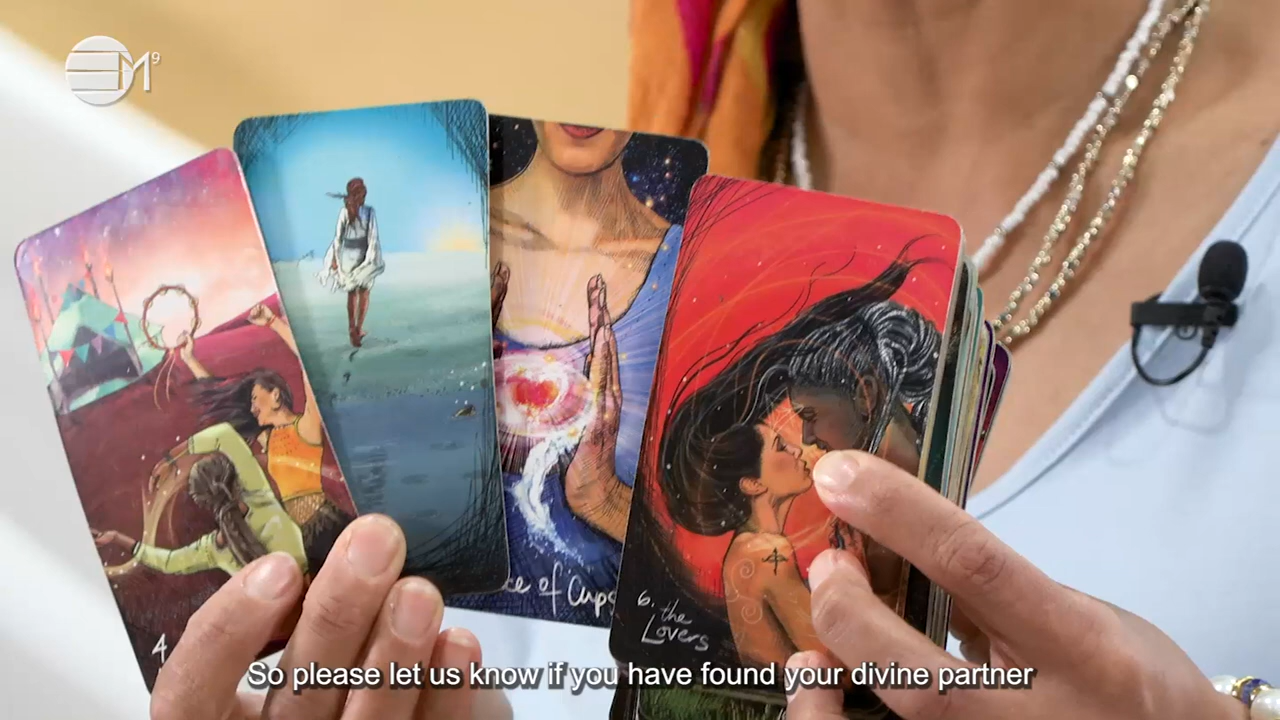 EM9
4
ce of Cups
6. the
Lovers
So please let us know if you have found your divine partner